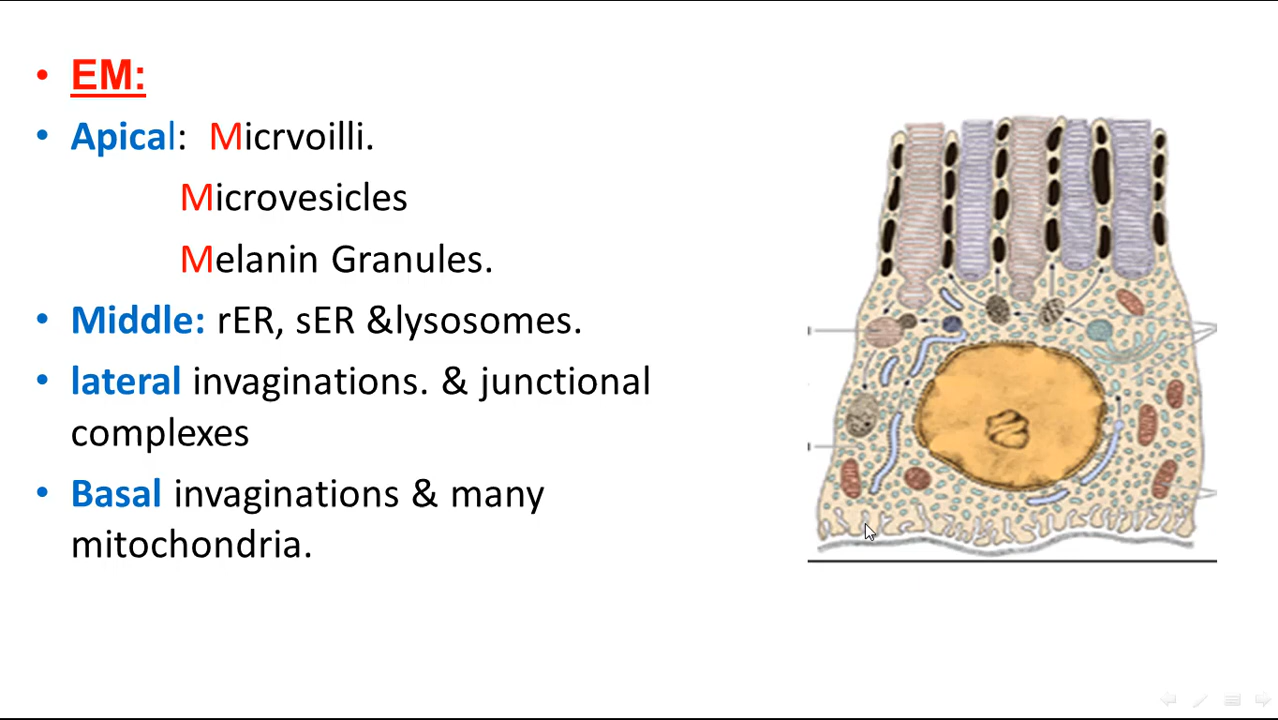 • EM:
• Apical: Micrvoilli.
Microvesicles
Melanin Granules.
• Middle: rER, sER &lysosomes.
• lateral invaginations. & junctional
complexes
• Basal invaginations & many
mitochondria.